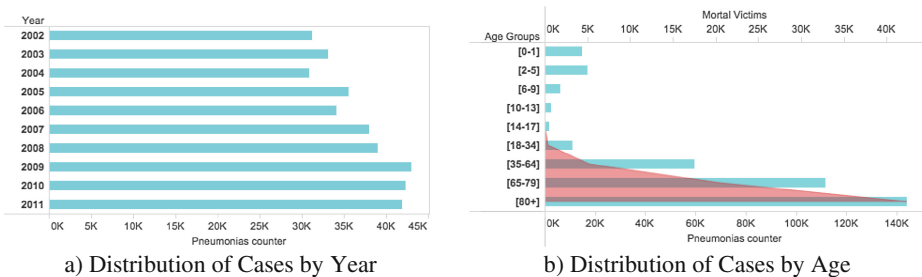 Year
2002
2003
2004
2005
2006
2007
2008
2009
2010
2011
0K 5K 10K 15K 20K 25K 30K 35K 40K 45K
Pneumonias counter
a) Distribution of Cases by Year
Mortal Victims
0K 5K 10K 15K 20K 25K 30K 35K 40K
Age Groups
[0-1]
[2-5]
[6-9]
[10-13]
[14-17]
[18-34]
[35-64]
[65-79]
[80+]
0K 20K 40K 60K 80K 100K 120K 140K
Pneumonias counter
b) Distribution of Cases by Age